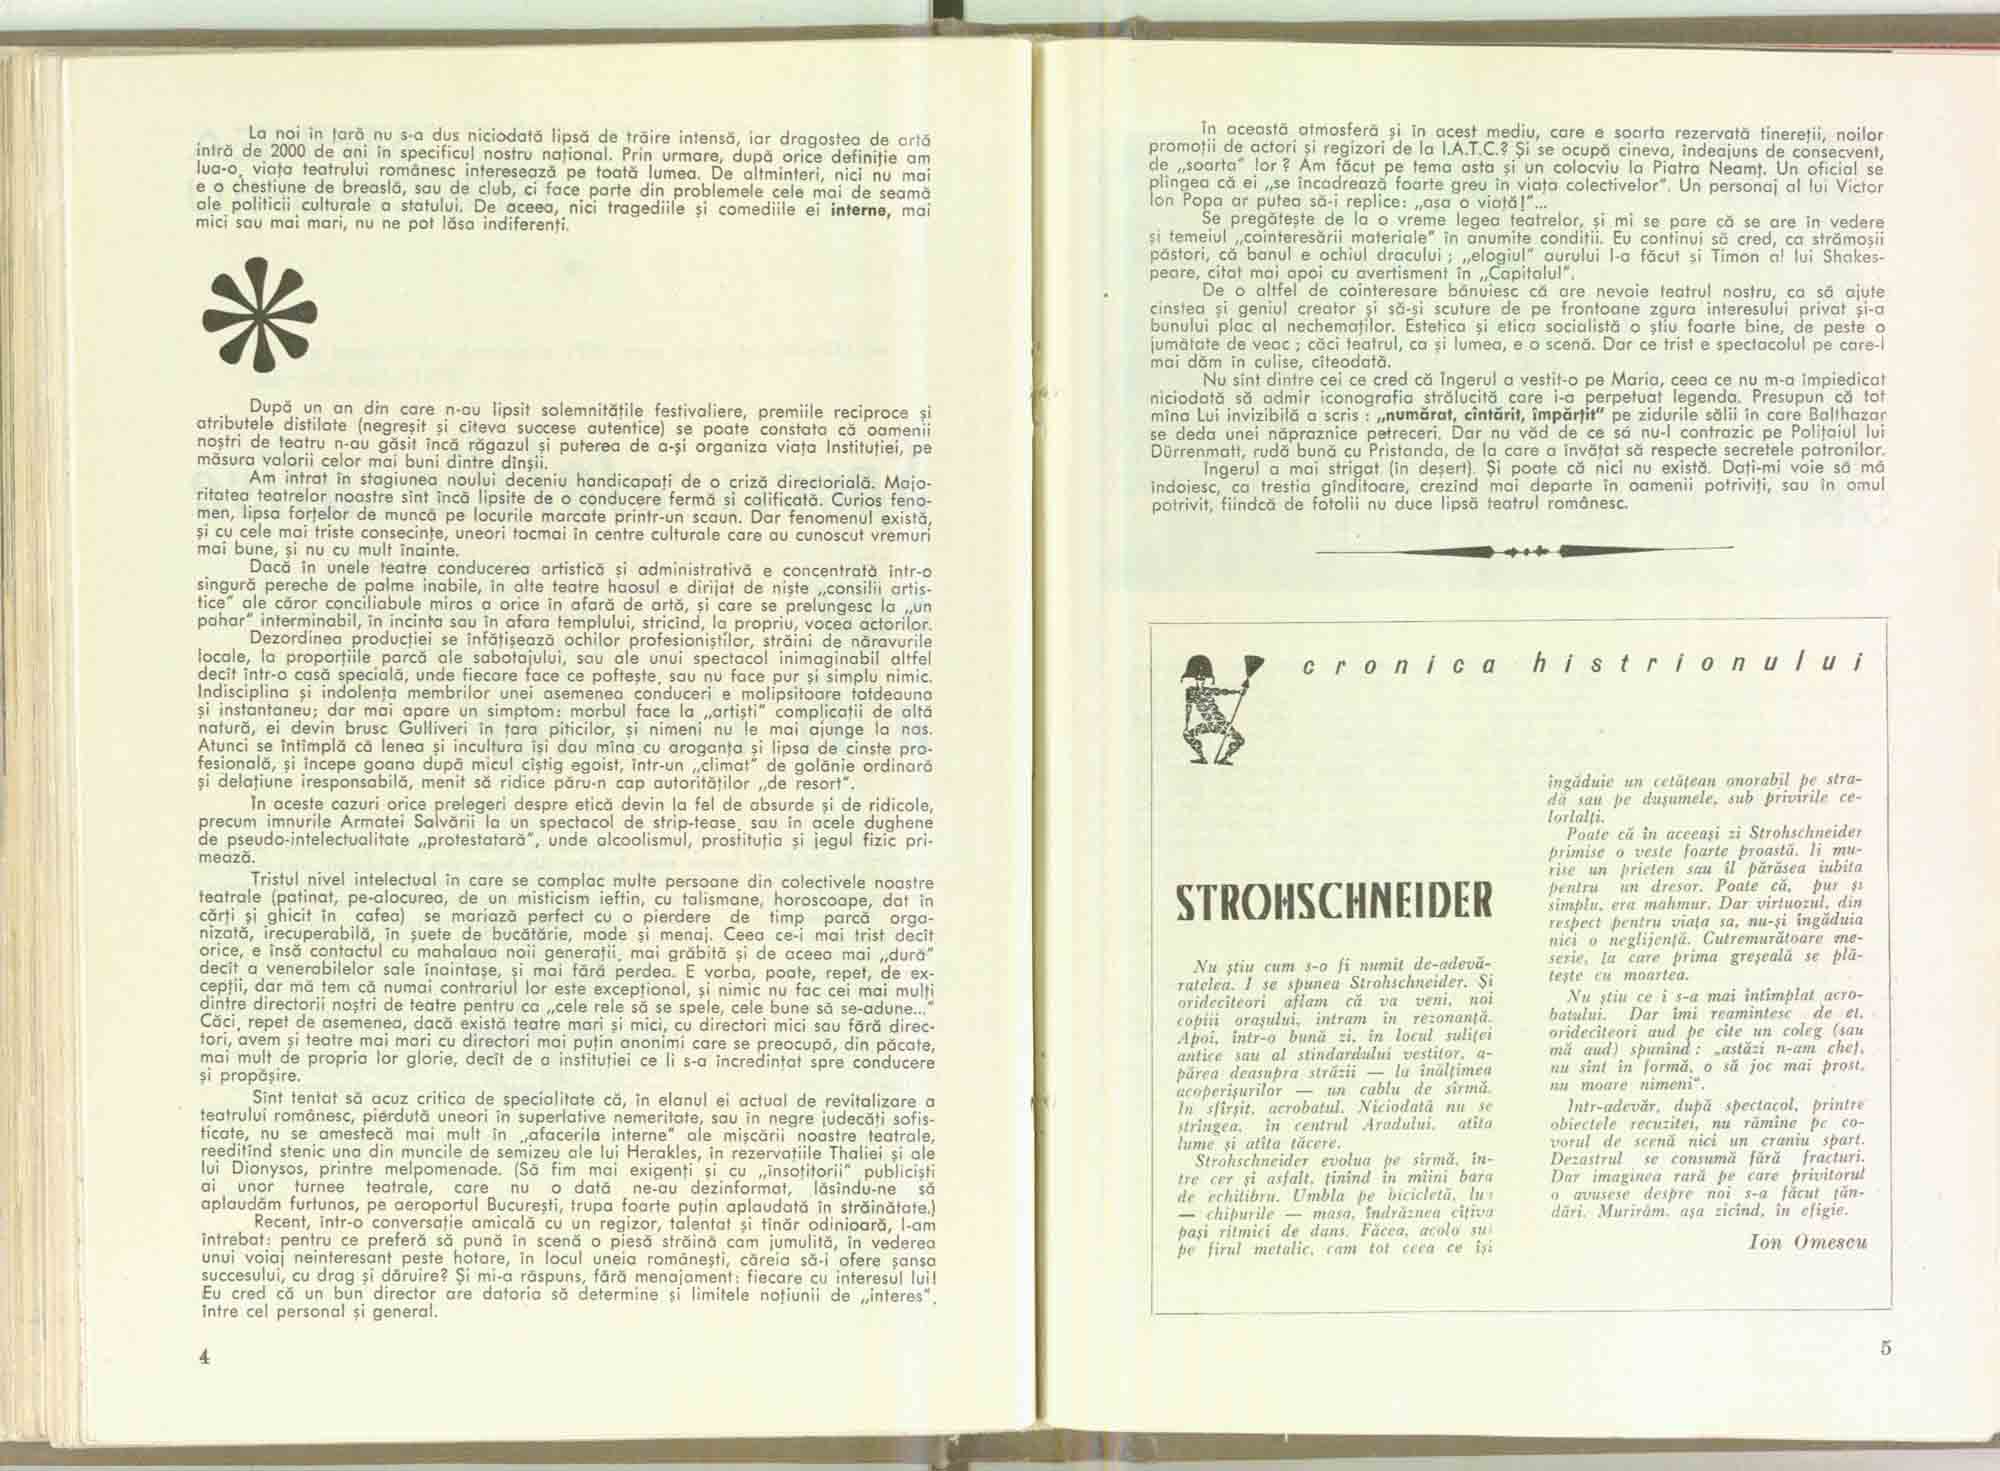 La noi în țară nu s-a dus niciodată lipsă de trăire intensă, iar dragostea de artă
intră de 2000 de ani în specificul nostru național. Prin urmare, după orice definiție am
lua-o, viața teatrului românesc interesează pe toată lumea. De altminteri, nici nu mai
e o chestiune de breaslă, sau de club, ci face parte din problemele cele mai de seamă
ale politicii culturale a statului. De aceea, nici tragediile și comediile ei interne, mai
mici sau mai mari, nu ne pot lăsa indiferenți.
După un an din care n-au lipsit solemnitățile festivaliere, premiile reciproce și
atributele distilate (negreșit și cîteva succese autentice) se poate constata că oamenii
noștri de teatru n-au găsit încă răgazul și puterea de a-și organiza viața Instituției, pe
măsura valorii celor mai buni dintre dînșii.
Am intrat în stagiunea noului deceniu handicapați de o criză directorială. Majo-
ritatea teatrelor noastre sînt încă lipsite de o conducere fermă si calificată. Curios feno-
men, lipsa forțelor de muncă pe locurile marcate printr-un scaun. Dar fenomenul există,
și cu cele mai triste consecințe, uneori tocmai în centre culturale care au cunoscut vremuri
mai bune, și nu cu mult înainte.
Dacă în unele teatre conducerea artistică și administrativă e concentrată într-o
singură pereche de palme inabile, în alte teatre haosul e dirijat de niște „consilii artis-
tice" ale căror conciliabule miros a orice în afară de artă, și care se prelungesc la „un
pahar" interminabil, în incinta sau în afara templului, stricînd, la propriu, vocea actorilor.
Dezordinea producției se înfățișează ochilor profesioniștilor, străini de năravurile
locale, la proporțiile parcă ale sabotajului, sau ale unui spectacol inimaginabil altfel
decît într-o casă specială, unde fiecare face ce poftește, sau nu face pur și simplu nimic.
Indisciplina și indolența membrilor unei asemenea conduceri e molipsitoare totdeauna
și instantaneu; dar mai apare un simptom: morbul face la „artiști" complicații de altă
natură, ei devin brusc Gulliveri în țara piticilor, și nimeni nu le mai ajunge la nas.
Atunci se întîmplă că lenea și incultura își dau mîna cu aroganța și lipsa de cinste pro-
fesională, și începe goana după micul cîștig egoist, într-un „climat" de golănie ordinară
și delațiune iresponsabilă, menit să ridice păru-n cap autorităților „de resort".
În aceste cazuri orice prelegeri despre etică devin la fel de absurde și de ridicole,
precum imnurile Armatei Salvării la un spectacol de strip-tease, sau în acele dughene
de pseudo-intelectualitate „protestatară", unde alcoolismul, prostituția și jegul fizic pri-
mează.
Tristul nivel intelectual în care se complac multe persoane din colectivele noastre
teatrale (patinat, pe-alocurea, de un misticism ieftin, cu talismane, horoscoape, dat în
cărți și ghicit în cafea) se mariază perfect cu o pierdere de timp parcă orga-
nizată, irecuperabilă, în șuete de bucătărie, mode și menaj. Ceea ce-i mai trist decît
orice, e însă contactul cu mahalaua noii generații, mai grăbită și de aceea mai „dură"
decît a venerabilelor sale înaintașe, și mai fără perdea. E vorba, poate, repet, de ex-
cepții, dar mă tem că numai contrariul lor este excepțional, și nimic nu fac cei mai mulți
dintre directorii noștri de teatre pentru ca „cele rele să se spele, cele bune să se-adune..."
Căci, repet de asemenea, dacă există teatre mari și mici, cu directori mici sau fără direc-
tori, avem și teatre mai mari cu directori mai puțin anonimi care se preocupă, din păcate,
mai mult de propria lor glorie, decît de a instituției ce li s-a încredințat spre conducere
și propășire.
Sînt tentat să acuz critica de specialitate că, în elanul ei actual de revitalizare a
teatrului românesc, pierdută uneori în superlative nemeritate, sau în negre judecăți sofis-
ticate, nu se amestecă mai mult în „afacerile interne" ale mișcării noastre teatrale,
reeditînd stenic una din muncile de semizeu ale lui Herakles, în rezervațiile Thaliei și ale
lui Dionysos, printre melpomenade. (Să fim mai exigenți și cu „însoțitorii" publiciști
ai unor turnee teatrale, care nu o dată ne-au dezinformat, lăsîndu-ne să
aplaudăm furtunos, pe aeroportul București, trupa foarte puțin aplaudată în străinătate.)
Recent, într-o conversație amicală cu un regizor, talentat și tînăr odinioară, l-am
întrebat: pentru ce preferă să pună în scenă o piesă străină cam jumulită, în vederea
unui voiaj neinteresant peste hotare, în locul uneia românești, căreia să-i ofere șansa
succesului, cu drag și dăruire? Și mi-a răspuns, fără menajament: fiecare cu interesul lui!
Eu cred că un bun director are datoria să determine și limitele noțiunii de „interes",
între cel personal și general.
4
În această atmosferă și în acest mediu, care e soarta rezervată tinereții, noilor
promoții de actori și regizori de la I.A.T.C.? Și se ocupă cineva, îndeajuns de consecvent,
de „soarta" lor? Am făcut pe tema asta și un colocviu la Piatra Neamț. Un oficial se
plîngea că ei „se încadrează foarte greu în viața colectivelor". Un personaj al lui Victor
Ion Popa ar putea să-i replice: „așa o viață!"...
Se pregătește de la o vreme legea teatrelor, și mi se pare că se are în vedere
și temeiul „cointeresării materiale" în anumite condiții. Eu continui să cred, ca strămoșii
păstori, că banul e ochiul dracului; „elogiul" aurului l-a făcut și Timon al lui Shakes-
peare, citat mai apoi cu avertisment în „Capitalul".
De o altfel de cointeresare bănuiesc că are nevoie teatrul nostru, ca să ajute
cinstea și geniul creator și să-și scuture de pe frontoane zgura interesului privat și-a
bunului plac al nechemaților. Estetica și etica socialistă o știu foarte bine, de peste o
jumătate de veac; căci teatrul, ca și lumea, e o scenă. Dar ce trist e spectacolul pe care-l
mai dăm în culise, cîteodată.
Nu sînt dintre cei ce cred că îngerul a vestit-o pe Maria, ceea ce nu m-a împiedicat
niciodată să admir iconografia strălucită care i-a perpetuat legenda. Presupun că tot
mîna Lui invizibilă a scris: „numărat, cîntărit, împărțit" pe zidurile sălii în care Balthazar
se deda unei năpraznice petreceri. Dar nu văd de ce să nu-l contrazic pe Polițaiul lui
Dürrenmatt, rudă bună cu Pristanda, de la care a învățat să respecte secretele patronilor.
Îngerul a mai strigat (în deșert). Și poate că nici nu există. Dați-mi voie să mă
îndoiesc, ca trestia gînditoare, crezînd mai departe în oamenii potriviți, sau în omul
potrivit, fiindcă de fotolii nu duce lipsă teatrul românesc.
cronica histrionului
STROHSCHNEIDER
Nu știu cum s-o fi numit de-adevă-
ratelea. I se spunea Strohschneider. Și
orideciteori aflam că va veni, noi
copiii orașului, intram în rezonanță.
Apoi, într-o bună zi, în locul suliței
antice sau al stindardului vestitor, a-
părea deasupra străzii — la înălțimea
acoperișurilor — un cablu de sîrmă.
În sfîrșit, acrobatul. Niciodată nu se
stringea, în centrul Aradului, atîta
lume și atîta tăcere.
Strohschneider evolua pe sîrmă, în-
tre cer și asfalt, ținînd în mîini bara
de echilibru. Umbla pe bicicletă, lua
— chipurile — masa, îndrăznea cîțiva
pași ritmici de dans. Făcea, acolo sus
pe firul metalic, cam tot ceea ce își
îngăduie un cetățean onorabil pe stra-
dă sau pe dușumele, sub privirile ce-
lorlalți.
Poate că în aceeași zi Strohschneider
primise o veste foarte proastă. Îi mu-
rise un prieten sau îl părăsea iubita
pentru un dresor. Poate că, pur și
simplu, era mahmur. Dar virtuozul, din
respect pentru viața sa, nu-și îngăduia
nici o neglijență. Cutremurătoare me-
serie, la care prima greșeală se plă-
tește cu moartea.
Nu știu ce i s-a mai întîmplat acro-
batului. Dar îmi reamintesc de el,
orideciteori aud pe cîte un coleg (sau
mă aud) spunînd: „astăzi n-am chef,
nu sînt în formă, o să joc mai prost,
nu moare nimeni".
Într-adevăr, după spectacol, printre
obiectele recuzitei, nu rămîne pe co-
vorul de scenă nici un craniu spart.
Dezastrul se consumă fără fracturi.
Dar imaginea rară pe care privitorul
o avusese despre noi s-a făcut țăn-
dări. Murirăm, așa zicînd, în efigie.
Ion Omescu
5